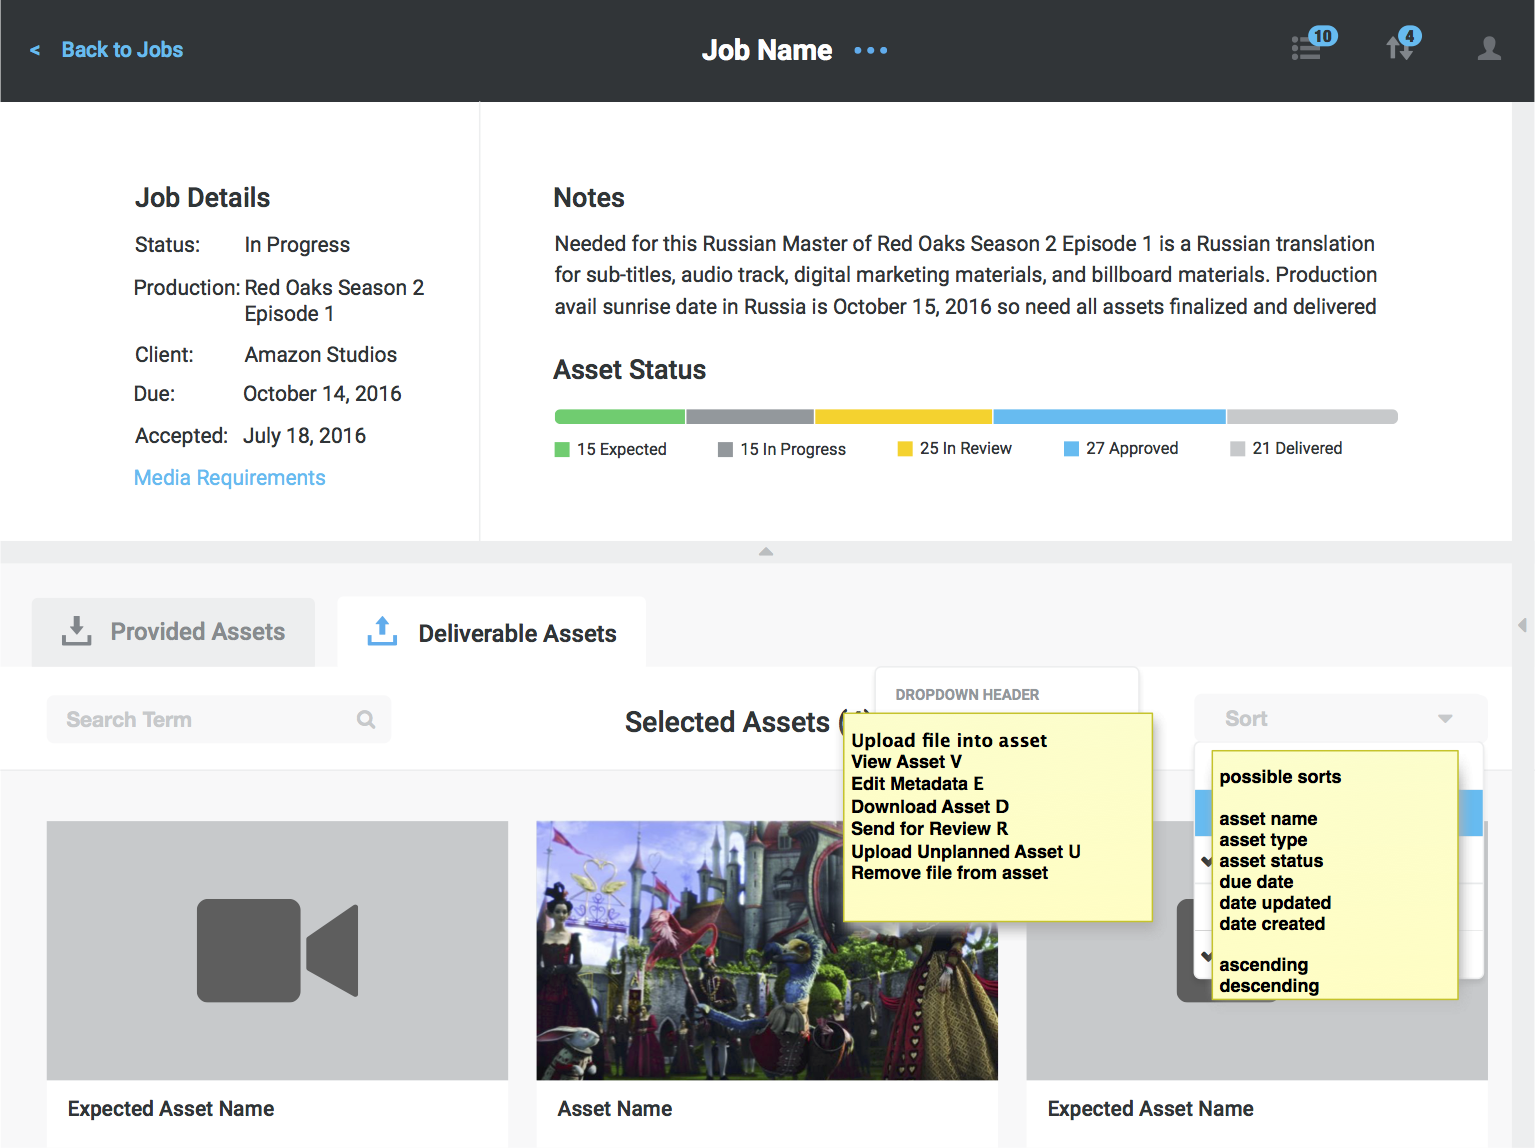 < Back to Jobs
Job Name
10
4
Job Details
Status: In Progress
Production: Red Oaks Season 2
Episode 1
Client: Amazon Studios
Due: October 14, 2016
Accepted: July 18, 2016
Media Requirements
Notes
Needed for this Russian Master of Red Oaks Season 2 Episode 1 is a Russian translation
for sub-titles, audio track, digital marketing materials, and billboard materials. Production
avail sunrise date in Russia is October 15, 2016 so need all assets finalized and delivered
Asset Status
15 Expected
15 In Progress
25 In Review
27 Approved
21 Delivered
Provided Assets
Deliverable Assets
Search Term
Selected Assets
DROPDOWN HEADER
Upload file into asset
View Asset V
Edit Metadata E
Download Asset D
Send for Review R
Upload Unplanned Asset U
Remove file from asset
Sort
possible sorts
asset name
asset type
asset status
due date
date updated
date created
ascending
descending
Expected Asset Name
Asset Name
Expected Asset Name